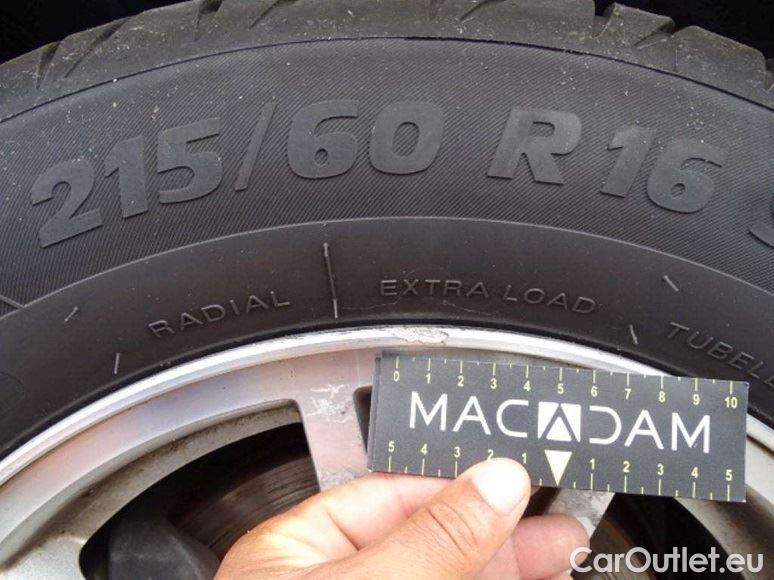 215/60 R 16
RADIAL | EXTRA LOAD | TUBELE
0 1 2 3 4 5 6 7 8 9 10
MACADAM
5 4 3 2 1 1 2 3 4 5
CarOutlet.eu